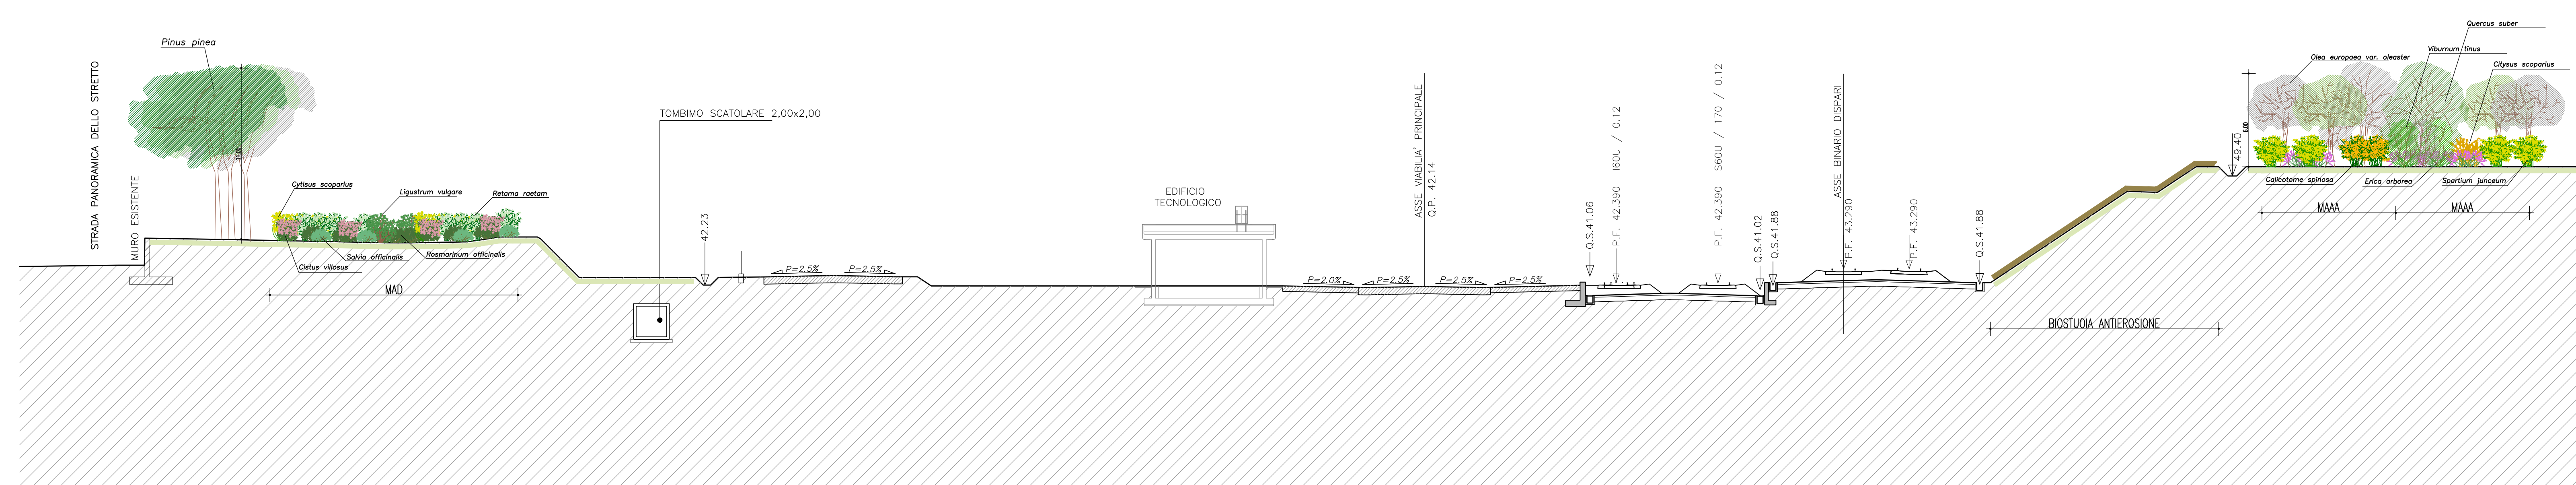 STRADA PANORAMICA DELLO STRETTO
MURO ESISTENTE
Pinus pinea
11.00
Cytisus scoparius
Ligustrum vulgare
Retama raetam
Cistus villosus
Salvia officinalis
Rosmarinum officinalis
MAD
TOMBIMO SCATOLARE 2,00x2,00
42.23
P=2.5%
P=2.5%
EDIFICIO
TECNOLOGICO
P=2.0%
P=2.5%
P=2.5%
P=2.5%
ASSE VIABILIA' PRINCIPALE
Q.P. 42.14
Q.S.41.06
P.F. 42.390 I60U / 0.12
P.F. 42.390 S60U / 170 / 0.12
Q.S.41.02
Q.S.41.88
ASSE BINARIO DISPARI
P.F. 43.290
P.F. 43.290
Q.S.41.88
BIOSTUOIA ANTIEROSIONE
49.40
6.00
Olea europaea var. oleaster
Viburnum tinus
Quercus suber
Citysus scoparius
Calicotome spinosa
Erica arborea
Spartium junceum
MAAA
MAAA